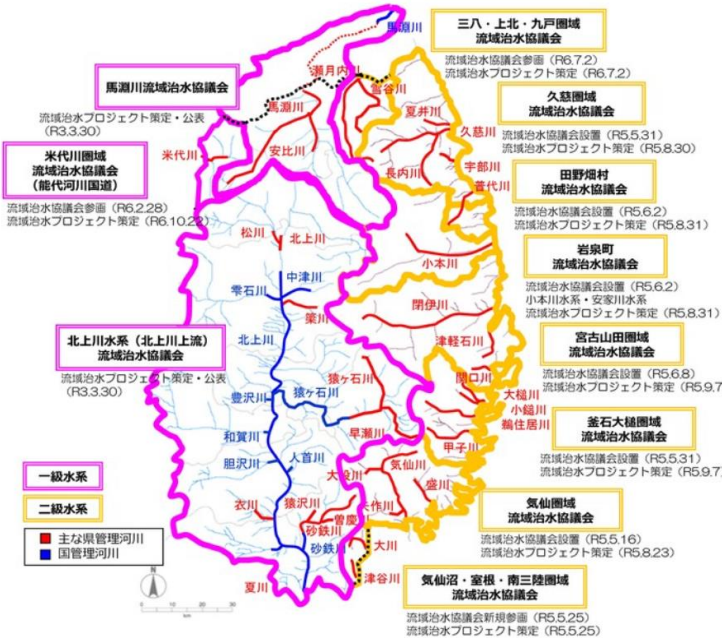 馬淵川
三八・上北・九戸圏域
流域治水協議会
流域治水協議会参画（R6.7.2）
流域治水プロジェクト策定（R6.7.2）
瀬月内川
雪谷川
馬淵川流域治水協議会
流域治水プロジェクト策定・公表
（R3.3.30）
馬淵川
夏井川
久慈川
久慈圏域
流域治水協議会
流域治水協議会設置（R5.5.31）
流域治水プロジェクト策定（R5.8.30）
米代川圏域
流域治水協議会
（能代河川国道）
流域治水協議会参画（R6.2.28）
流域治水プロジェクト策定（R6.10.22）
米代川
安比川
長内川
宇部川
普代川
田野畑村
流域治水協議会
流域治水協議会設置（R5.6.2）
流域治水プロジェクト策定（R5.8.31）
松川
北上川
小本川
岩泉町
流域治水協議会
流域治水協議会設置（R5.6.2）
小本川水系・安家川水系
流域治水プロジェクト策定（R5.8.31）
中津川
雫石川
簗川
閉伊川
北上川
津軽石川
北上川水系（北上川上流）
流域治水協議会
流域治水プロジェクト策定・公表
（R3.3.30）
宮古山田圏域
流域治水協議会
流域治水協議会設置（R5.6.8）
流域治水プロジェクト策定（R5.9.7
関口川
猿ヶ石川
猿ヶ石川
豊沢川
大槌川
小鎚川
鵜住居川
早瀬川
甲子川
釜石大槌圏域
流域治水協議会
流域治水協議会設置（R5.5.31）
流域治水プロジェクト策定（R5.9.7
和賀川
胆沢川
人首川
気仙川
盛川
一級水系
二級水系
主な県管理河川
国管理河川
衣川
猿沢川
曽慶
砂鉄川
砂鉄川
大川
津谷川
夏川
気仙圏域
流域治水協議会
流域治水協議会設置（R5.5.16）
流域治水プロジェクト策定（R5.8.23）
気仙沼・室根・南三陸圏域
流域治水協議会
流域治水協議会新規参画（R5.5.25）
流域治水プロジェクト策定（R5.5.25）
N
0
10
20
30
km